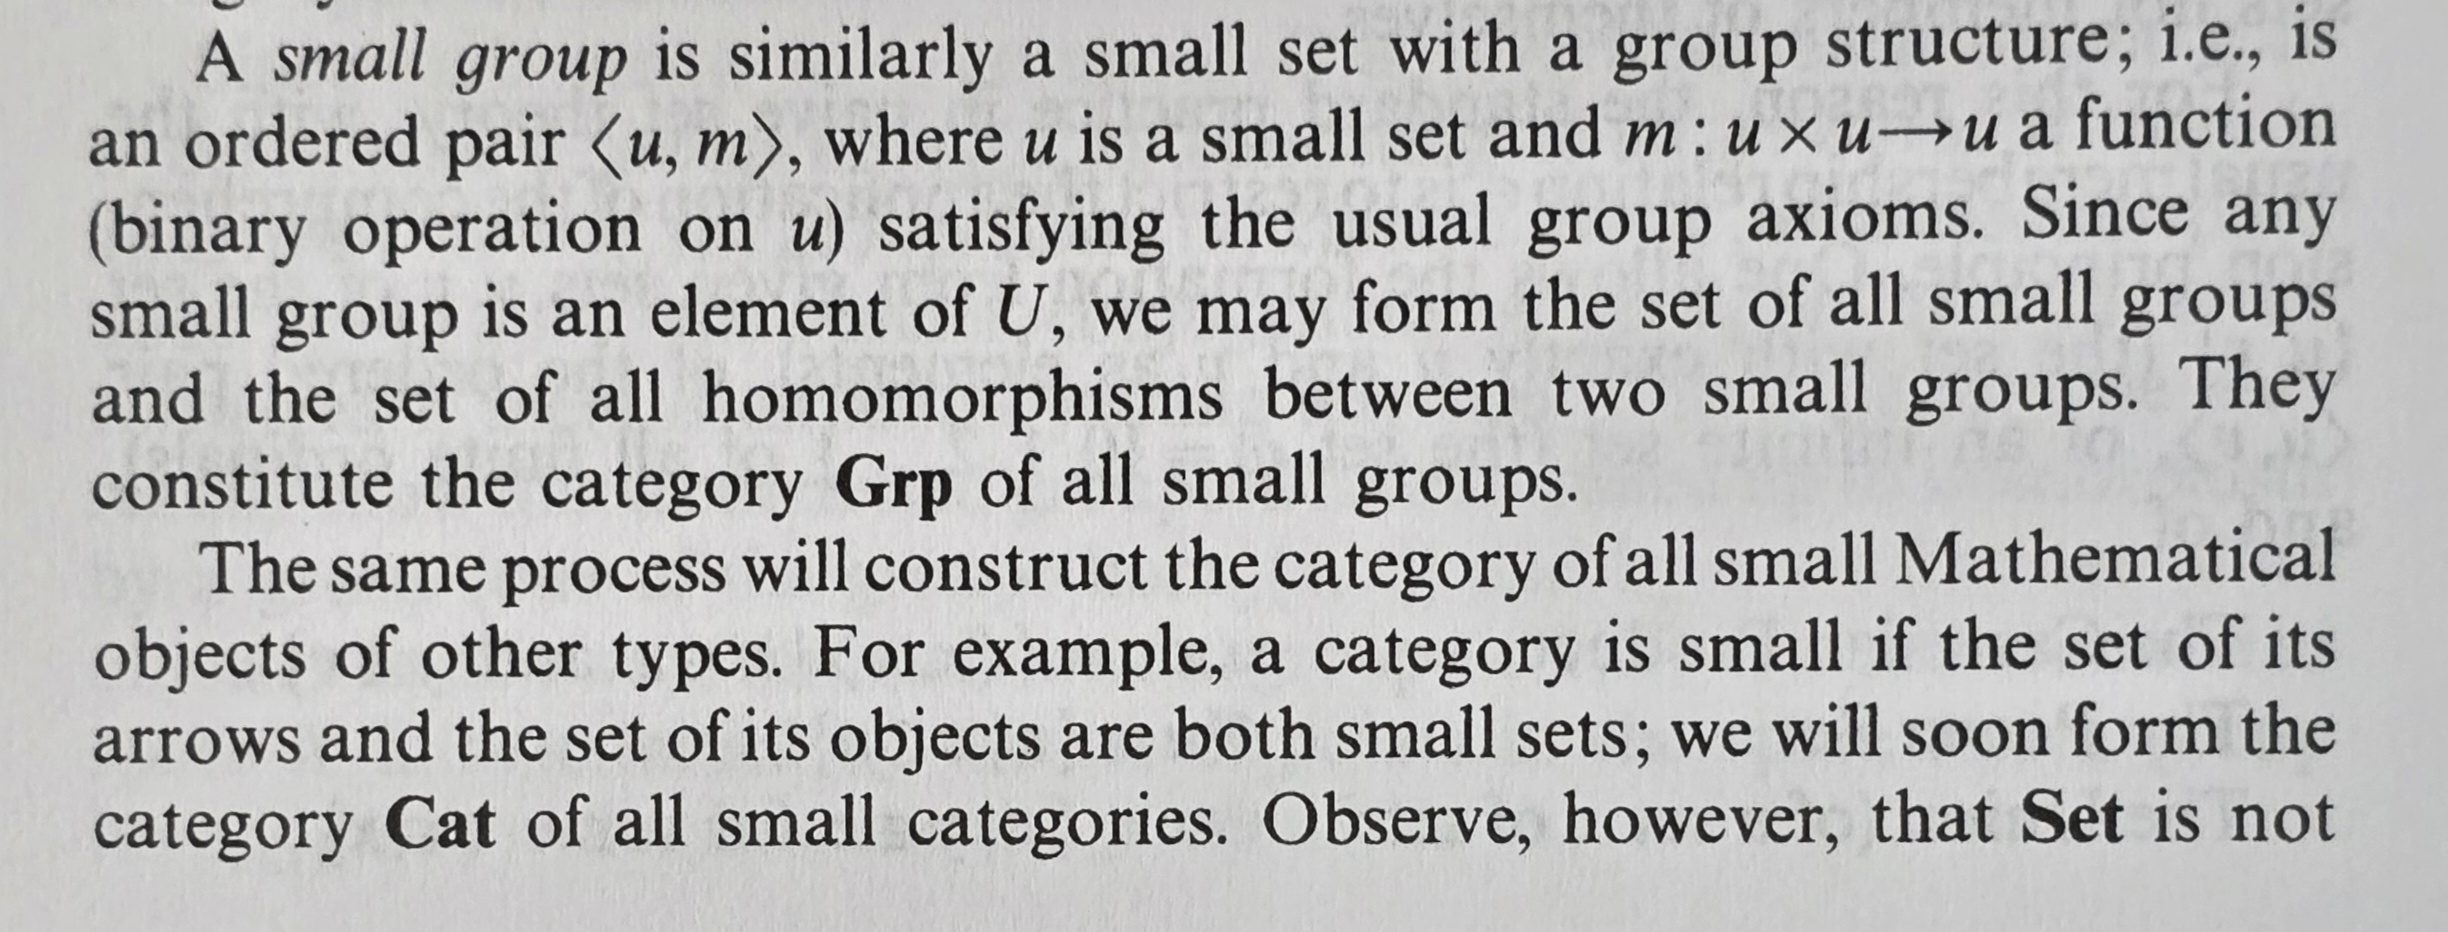 A small group is similarly a small set with a group structure; i.e., is
an ordered pair ⟨u, m⟩, where u is a small set and m : u × u⟶u a function
(binary operation on u) satisfying the usual group axioms. Since any
small group is an element of U, we may form the set of all small groups
and the set of all homomorphisms between two small groups. They
constitute the category Grp of all small groups.
The same process will construct the category of all small Mathematical
objects of other types. For example, a category is small if the set of its
arrows and the set of its objects are both small sets; we will soon form the
category Cat of all small categories. Observe, however, that Set is not